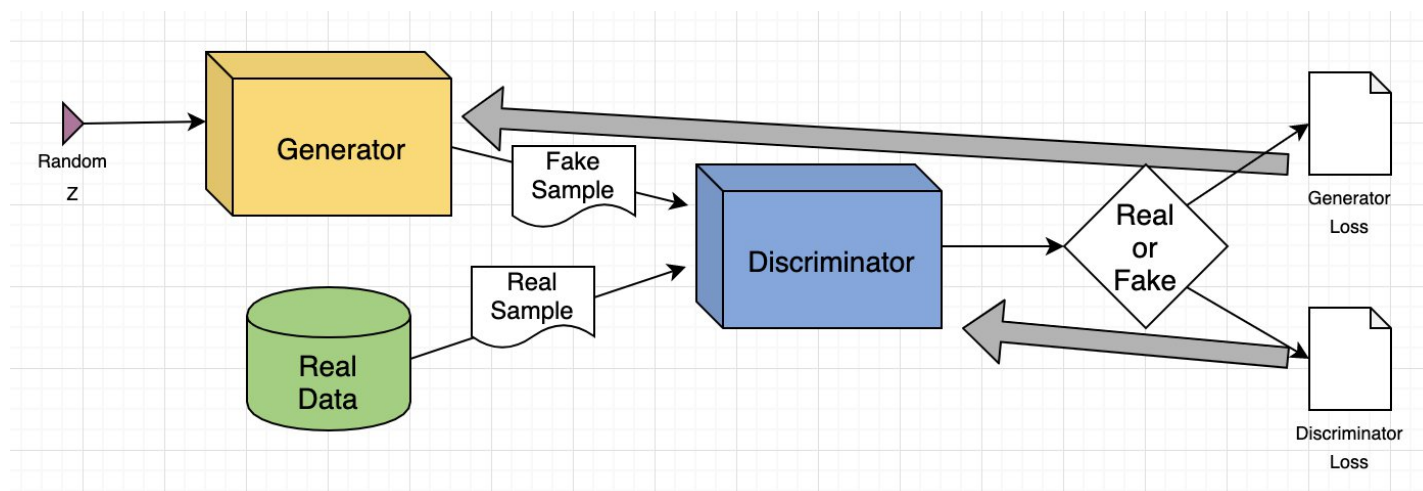 Random
Z
Generator
Fake
Sample
Real
Sample
Real
Data
Discriminator
Real
or
Fake
Generator
Loss
Discriminator
Loss